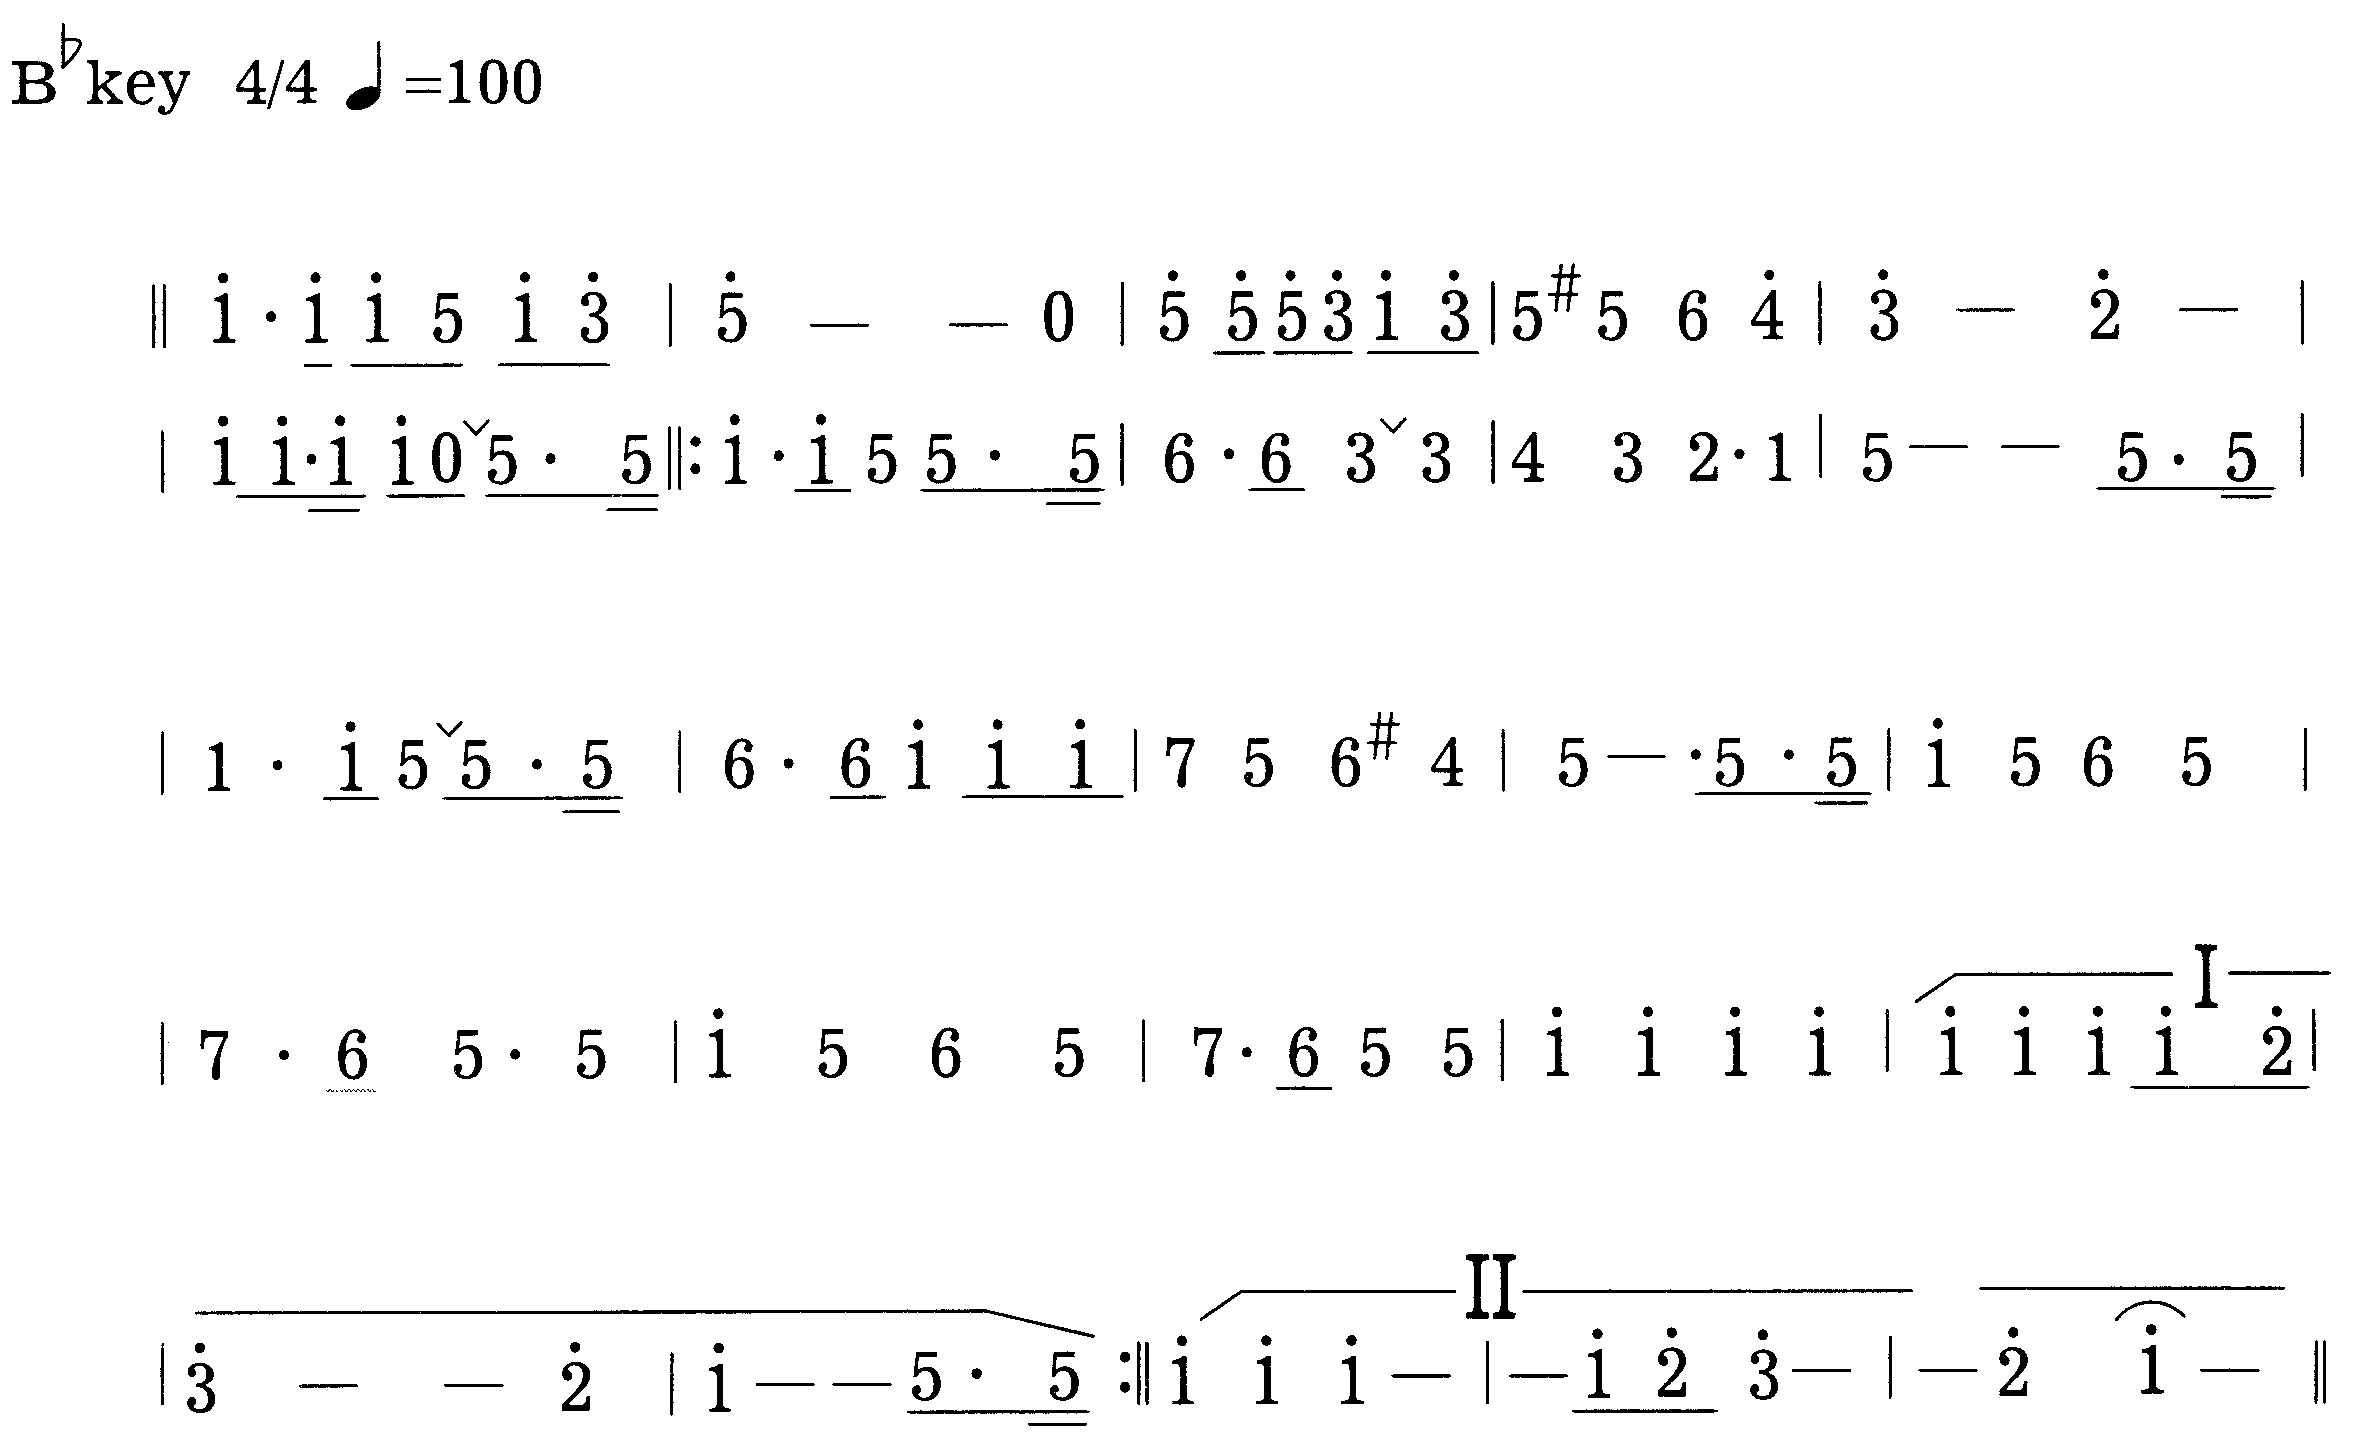 B♭key 4/4 ♩=100
‖ i̇ · i̇ i̇ 5 i̇ 3̇ | 5̇ — — 0 | 5̇ 5̇ 5̇ 3̇ i̇ 3̇ | 5 #5 6 4̇ | 3̇ — 2̇ — |
| i̇ i̇·i̇ i̇ 0 ˇ 5 · 5 ‖: i̇ · i̇ 5 5 · 5 | 6 · 6 3 ˇ 3 | 4 3 2·1 | 5 — — 5 · 5 |
| 1 · i̇ 5 ˇ 5 · 5 | 6 · 6 i̇ i̇ i̇ | 7 5 6 #4 | 5 — ·5 · 5 | i̇ 5 6 5 |
I
| 7 · 6 5 · 5 | i̇ 5 6 5 | 7 · 6 5 5 | i̇ i̇ i̇ i̇ | i̇ i̇ i̇ i̇ 2̇ |
II
| 3̇ — — 2̇ | i̇ — — 5 · 5 :‖ i̇ i̇ i̇ — | — i̇ 2̇ 3̇ — | — 2̇ i̇ — ‖